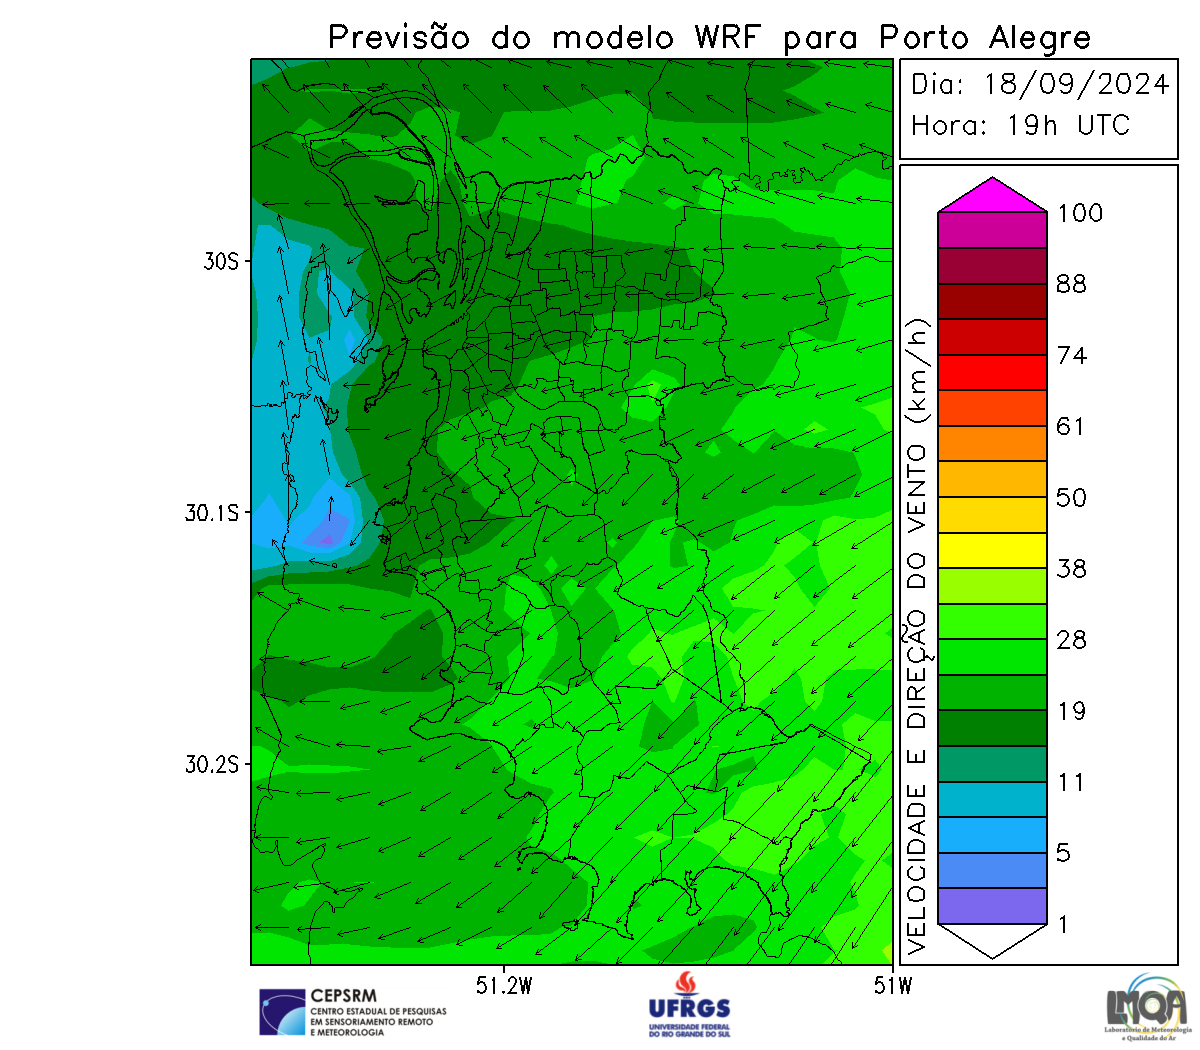 Previsão do modelo WRF para Porto Alegre
Dia: 18/09/2024
Hora: 19h UTC
VELOCIDADE E DIREÇÃO DO VENTO (km/h)
100
88
74
61
50
38
28
19
11
5
1
30S
30.1S
30.2S
51.2W
51W
CEPSRM
CENTRO ESTADUAL DE PESQUISAS
EM SENSORIAMENTO REMOTO
E METEOROLOGIA
UFRGS
UNIVERSIDADE FEDERAL
DO RIO GRANDE DO SUL
LMQA
Laboratório de Meteorologia
e Qualidade do Ar